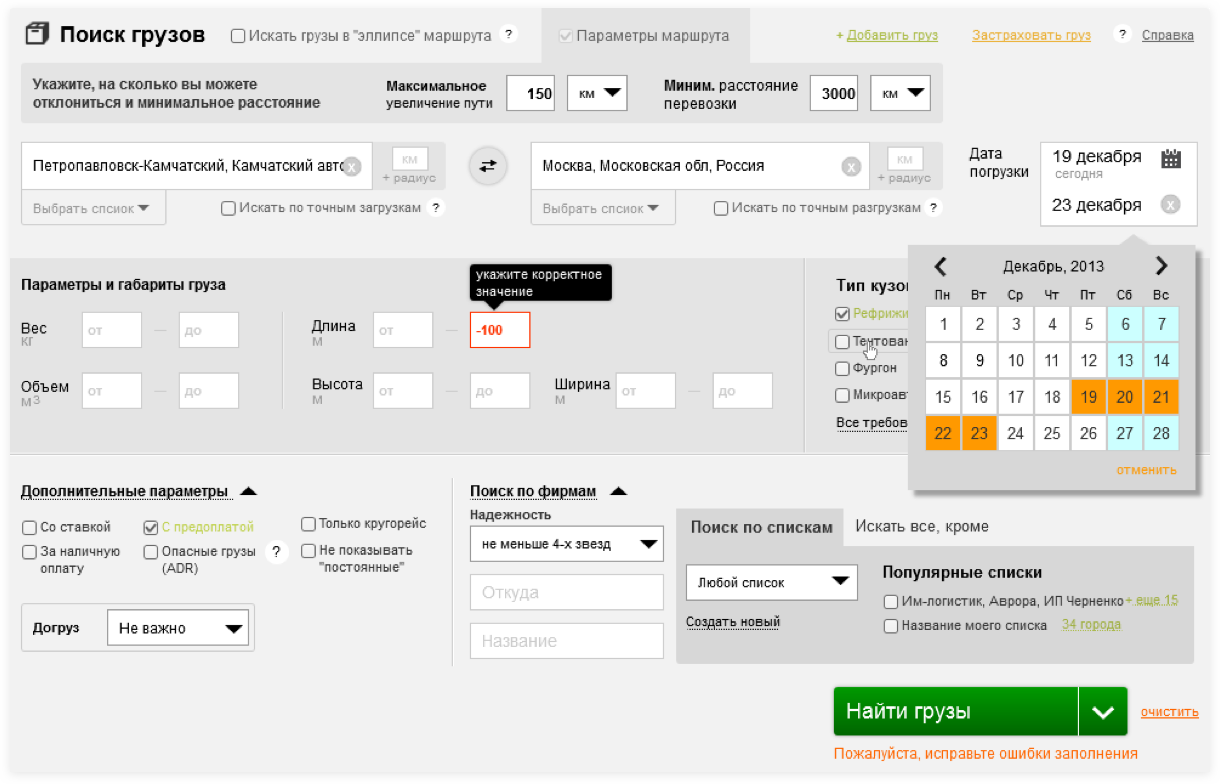 Поиск грузов
Искать грузы в "эллипсе" маршрута ?
Параметры маршрута
+ Добавить груз
Застраховать груз
? Справка
Укажите, на сколько вы можете
отклониться и минимальное расстояние
Максимальное
увеличение пути
150
км
Миним. расстояние
перевозки
3000
км
Петропавловск-Камчатский, Камчатский авто
x
км
+ радиус
Москва, Московская обл, Россия
x
км
+ радиус
Дата
погрузки
19 декабря
сегодня
23 декабря
x
Выбрать спсиок
Искать по точным загрузкам ?
Выбрать спсиок
Искать по точным разгрузкам ?
Параметры и габариты груза
укажите корректное
значение
Вес
кг
от — до
Длина
м
от — -100
Объем
м3
от — до
Высота
м
от — до
Ширина
м
от — до
Тип кузо
Рефрижи
Тентован
Фургон
Микроавт
Все требов
Декабрь, 2013
Пн Вт Ср Чт Пт Сб Вс
1 2 3 4 5 6 7
8 9 10 11 12 13 14
15 16 17 18 19 20 21
22 23 24 25 26 27 28
отменить
Дополнительные параметры
Со ставкой
С предоплатой
Только кругорейс
За наличную
оплату
Опасные грузы
(ADR)
?
Не показывать
"постоянные"
Догруз
Не важно
Поиск по фирмам
Надежность
не меньше 4-х звезд
Откуда
Название
Поиск по спискам
Искать все, кроме
Любой список
Создать новый
Популярные списки
Им-логистик, Аврора, ИП Черненко + еще 15
Название моего списка 34 города
Найти грузы
очистить
Пожалуйста, исправьте ошибки заполнения